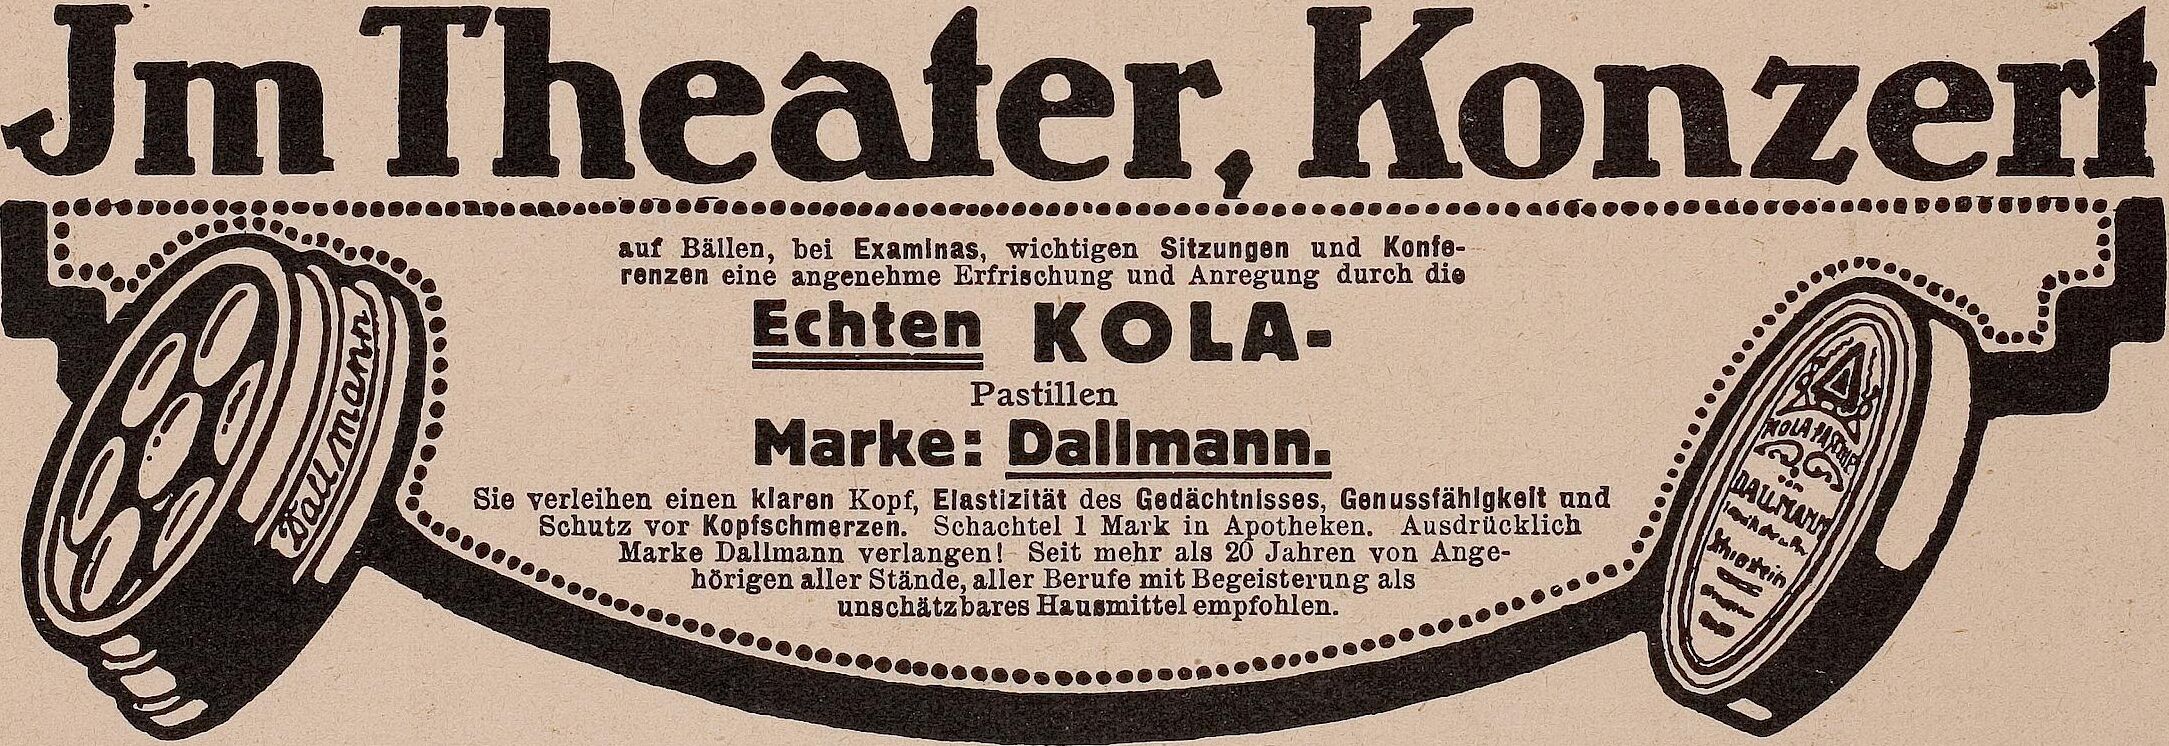 Im Theater, Konzert
auf Bällen, bei Examinas, wichtigen Sitzungen und Konfe-
renzen eine angenehme Erfrischung und Anregung durch die
Echten KOLA-
Pastillen
Marke: Dallmann.
Sie verleihen einen klaren Kopf, Elastizität des Gedächtnisses, Genussfähigkeit und
Schutz vor Kopfschmerzen. Schachtel 1 Mark in Apotheken. Ausdrücklich
Marke Dallmann verlangen! Seit mehr als 20 Jahren von Ange-
hörigen aller Stände, aller Berufe mit Begeisterung als
unschätzbares Hausmittel empfohlen.
Dallmann
KOLA-PASTILLEN
von
DALLMANN